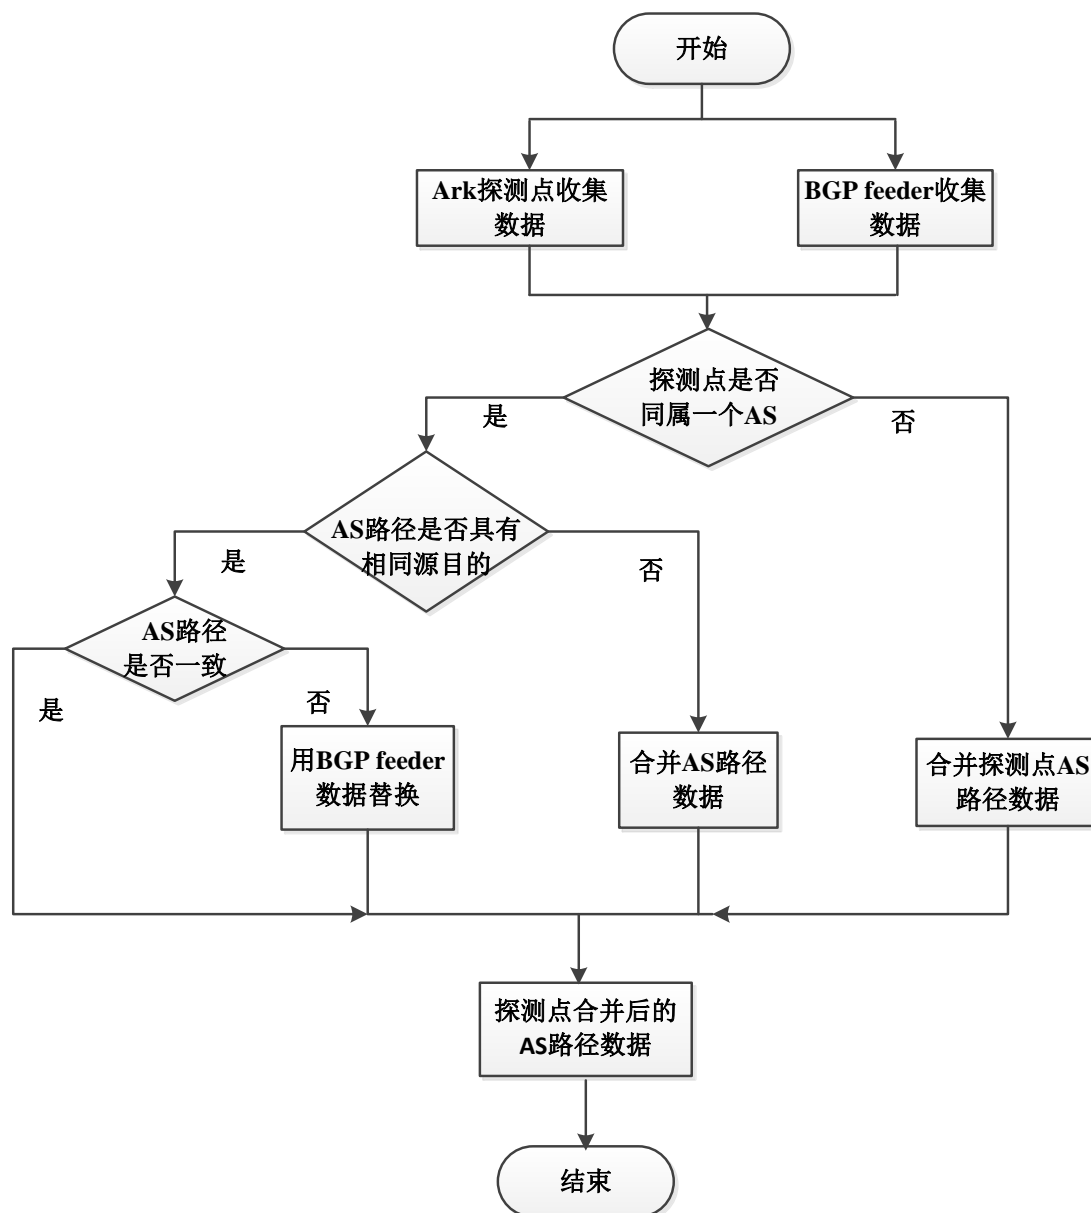 开始
Ark探测点收集
数据
BGP feeder收集
数据
探测点是否
同属一个AS
是
否
AS路径是否具有
相同源目的
是
否
AS路径
是否一致
是
否
用BGP feeder
数据替换
合并AS路径
数据
合并探测点AS
路径数据
探测点合并后的
AS路径数据
结束